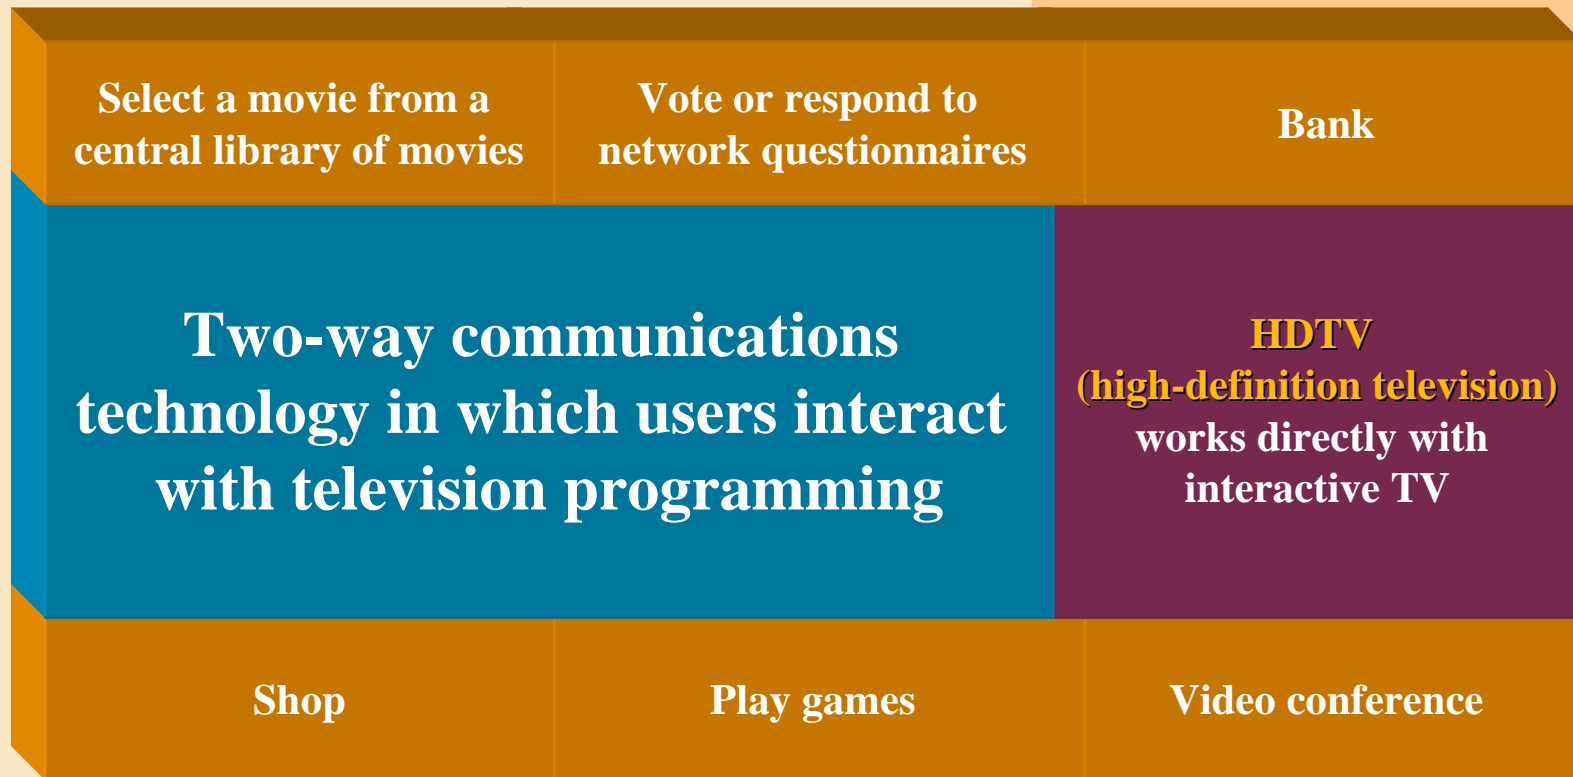 Select a movie from a
central library of movies
Vote or respond to
network questionnaires
Bank
Two-way communications
technology in which users interact
with television programming
HDTV
(high-definition television)
works directly with
interactive TV
Shop
Play games
Video conference